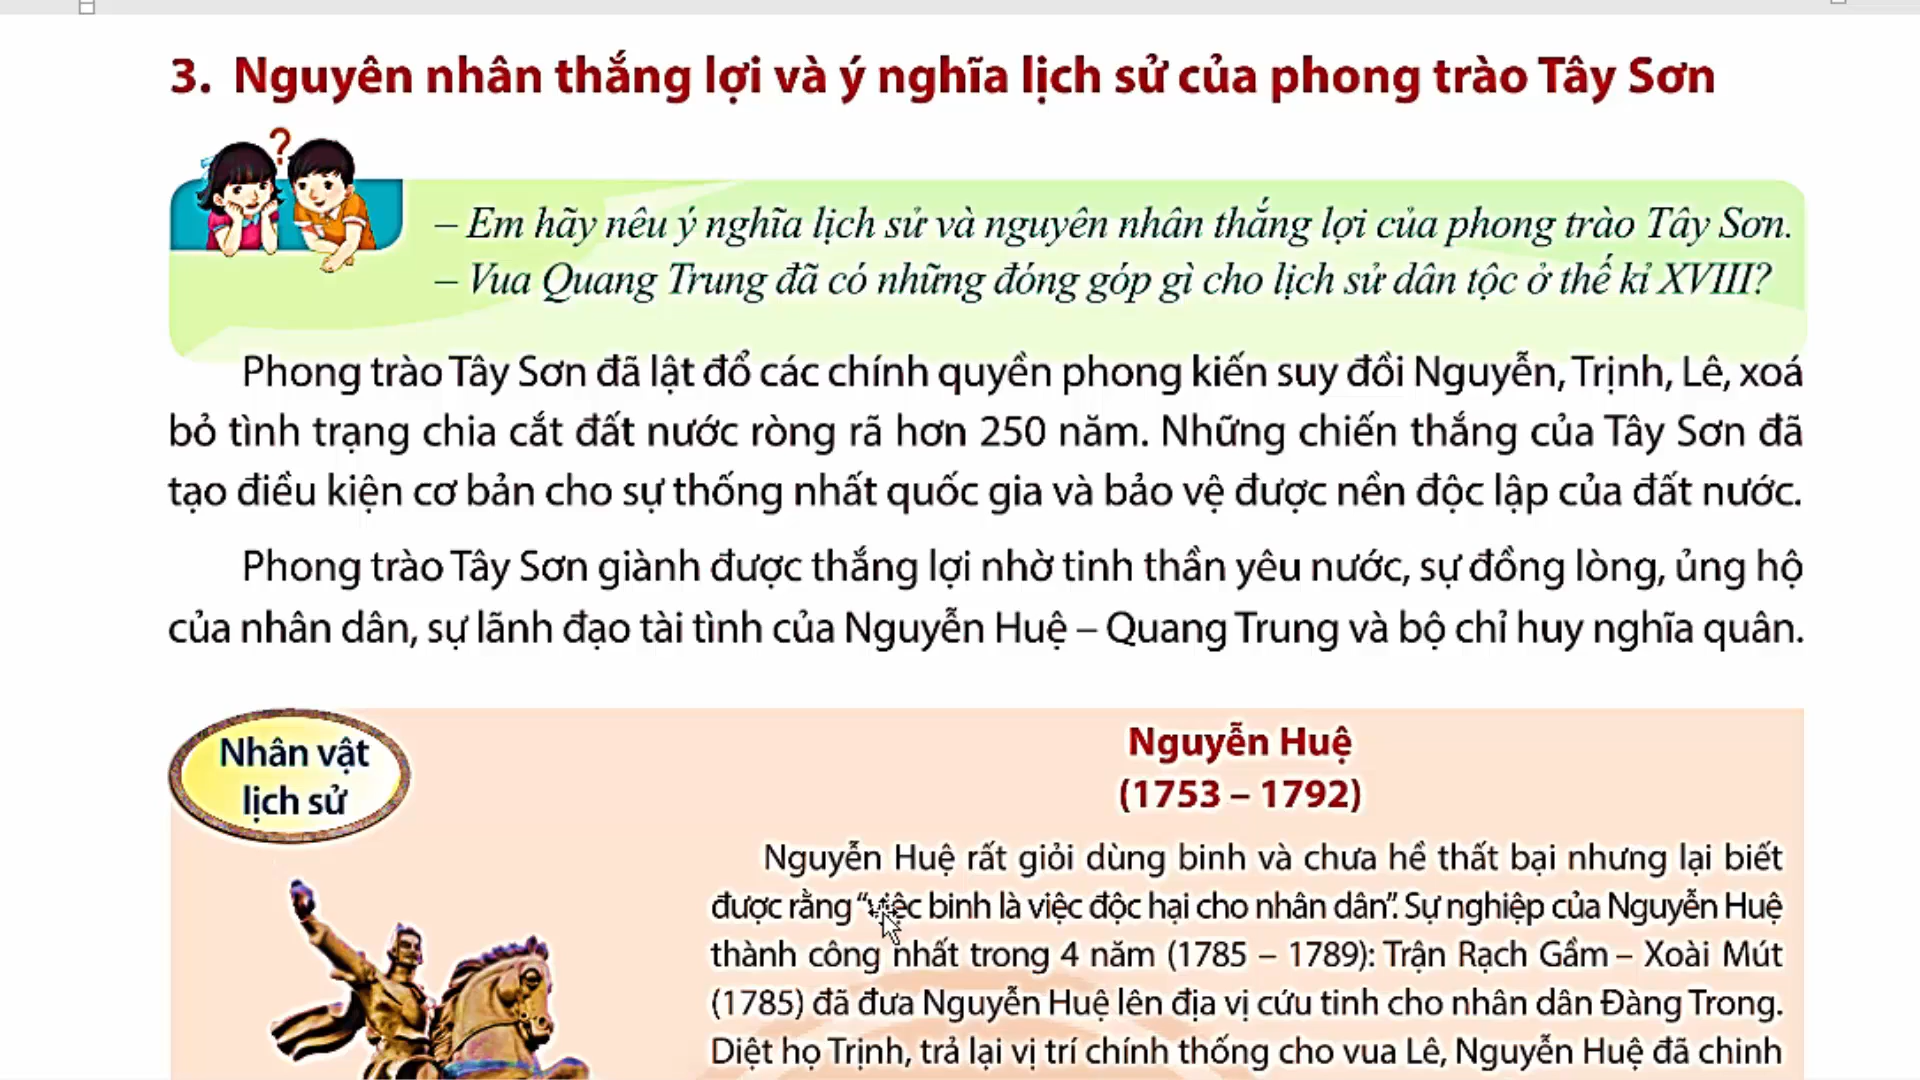 3. Nguyên nhân thắng lợi và ý nghĩa lịch sử của phong trào Tây Sơn
?
– Em hãy nêu ý nghĩa lịch sử và nguyên nhân thắng lợi của phong trào Tây Sơn.
– Vua Quang Trung đã có những đóng góp gì cho lịch sử dân tộc ở thế kỉ XVIII?
Phong trào Tây Sơn đã lật đổ các chính quyền phong kiến suy đồi Nguyễn, Trịnh, Lê, xoá
bỏ tình trạng chia cắt đất nước ròng rã hơn 250 năm. Những chiến thắng của Tây Sơn đã
tạo điều kiện cơ bản cho sự thống nhất quốc gia và bảo vệ được nền độc lập của đất nước.
Phong trào Tây Sơn giành được thắng lợi nhờ tinh thần yêu nước, sự đồng lòng, ủng hộ
của nhân dân, sự lãnh đạo tài tình của Nguyễn Huệ – Quang Trung và bộ chỉ huy nghĩa quân.
Nhân vật
lịch sử
Nguyễn Huệ
(1753 – 1792)
Nguyễn Huệ rất giỏi dùng binh và chưa hề thất bại nhưng lại biết
được rằng “việc binh là việc độc hại cho nhân dân”. Sự nghiệp của Nguyễn Huệ
thành công nhất trong 4 năm (1785 – 1789): Trận Rạch Gầm – Xoài Mút
(1785) đã đưa Nguyễn Huệ lên địa vị cứu tinh cho nhân dân Đàng Trong.
Diệt họ Trịnh, trả lại vị trí chính thống cho vua Lê, Nguyễn Huệ đã chinh